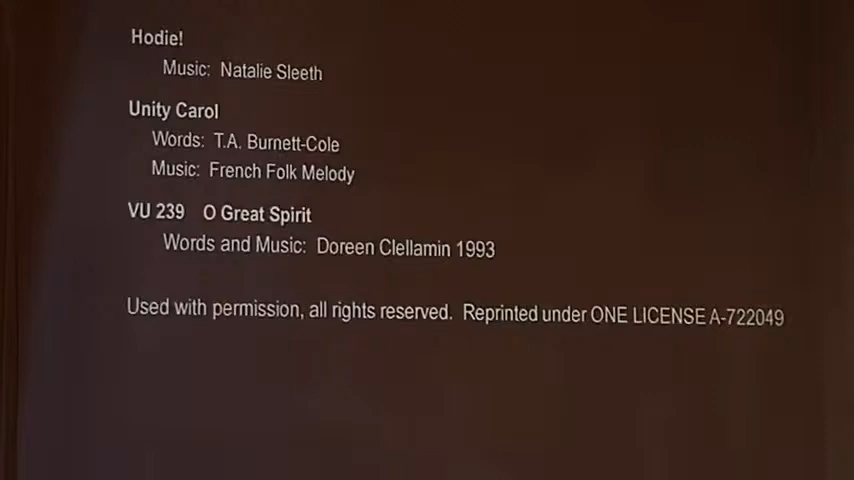 Hodie!
Music: Natalie Sleeth
Unity Carol
Words: T.A. Burnett-Cole
Music: French Folk Melody
VU 239 O Great Spirit
Words and Music: Doreen Clellamin 1993
Used with permission, all rights reserved. Reprinted under ONE LICENSE A-722049